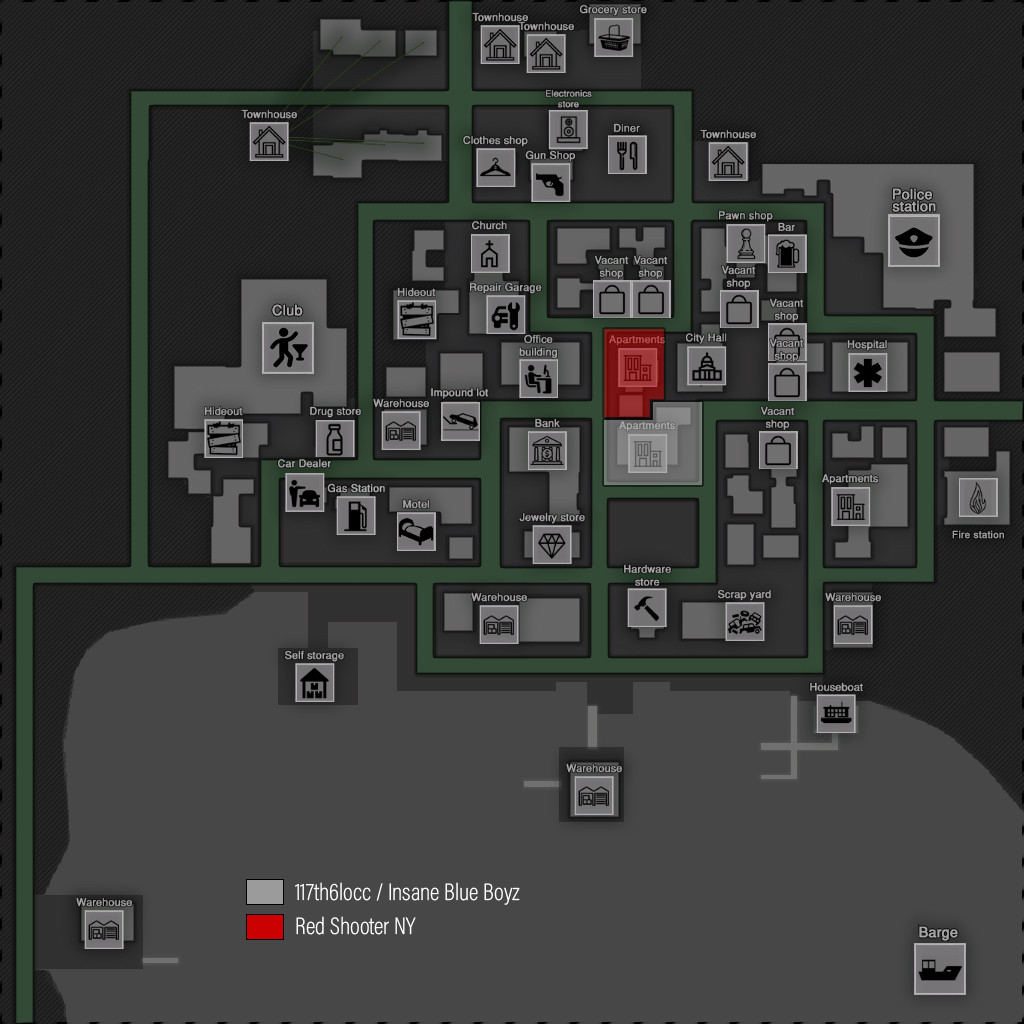 Townhouse
Townhouse
Grocery store
Townhouse
Electronics
store
Clothes shop
Gun Shop
Diner
Townhouse
Police
station
Church
Pawn shop
Bar
Vacant
shop
Vacant
shop
Vacant
shop
Hideout
Repair Garage
Club
Vacant
shop
Office
building
Apartments
City Hall
Vacant
shop
Hospital
Warehouse
Impound lot
Hideout
Drug store
Bank
Apartments
Vacant
shop
Car Dealer
Gas Station
Motel
Apartments
Jewelry store
Fire station
Hardware
store
Warehouse
Scrap yard
Warehouse
Self storage
Houseboat
Warehouse
117th6locc / Insane Blue Boyz
Red Shooter NY
Warehouse
Barge